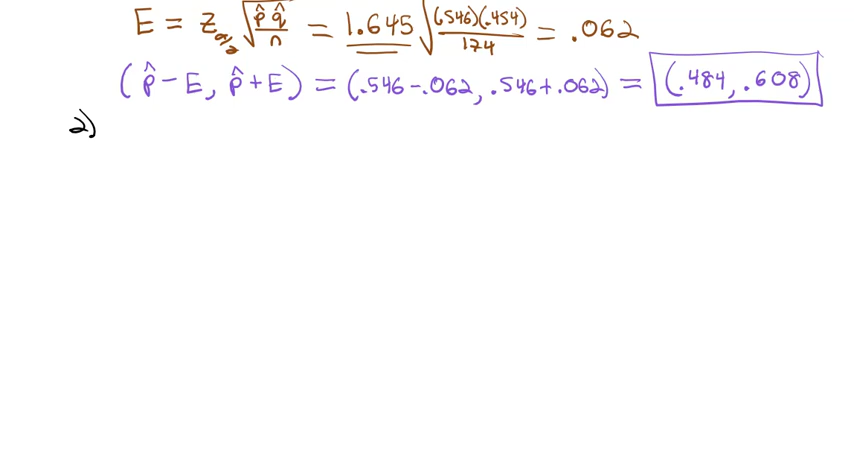 E = z_{α/2} √(p̂ q̂ / n) = 1.645 √((.546)(.454) / 174) = .062
(p̂ − E, p̂ + E) = (.546 − .062, .546 + .062) = (.484, .608)
2)